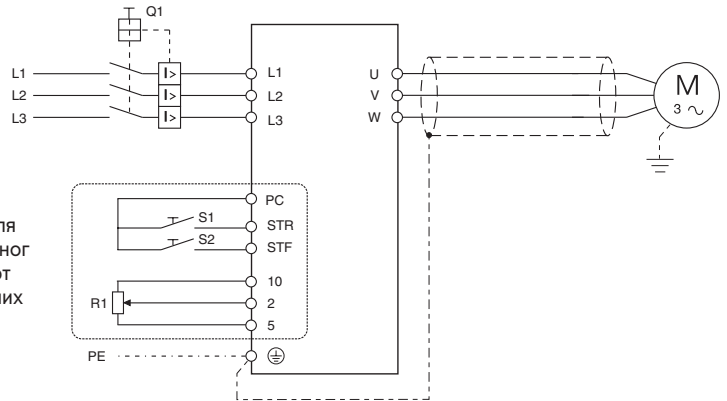 Q1
L1 I> L1 U
L2 I> L2 V
L3 I> L3 W
M
3 ∿
PC
S1 STR
S2 STF
ля
ног
от
них
10
R1 2
5
PE